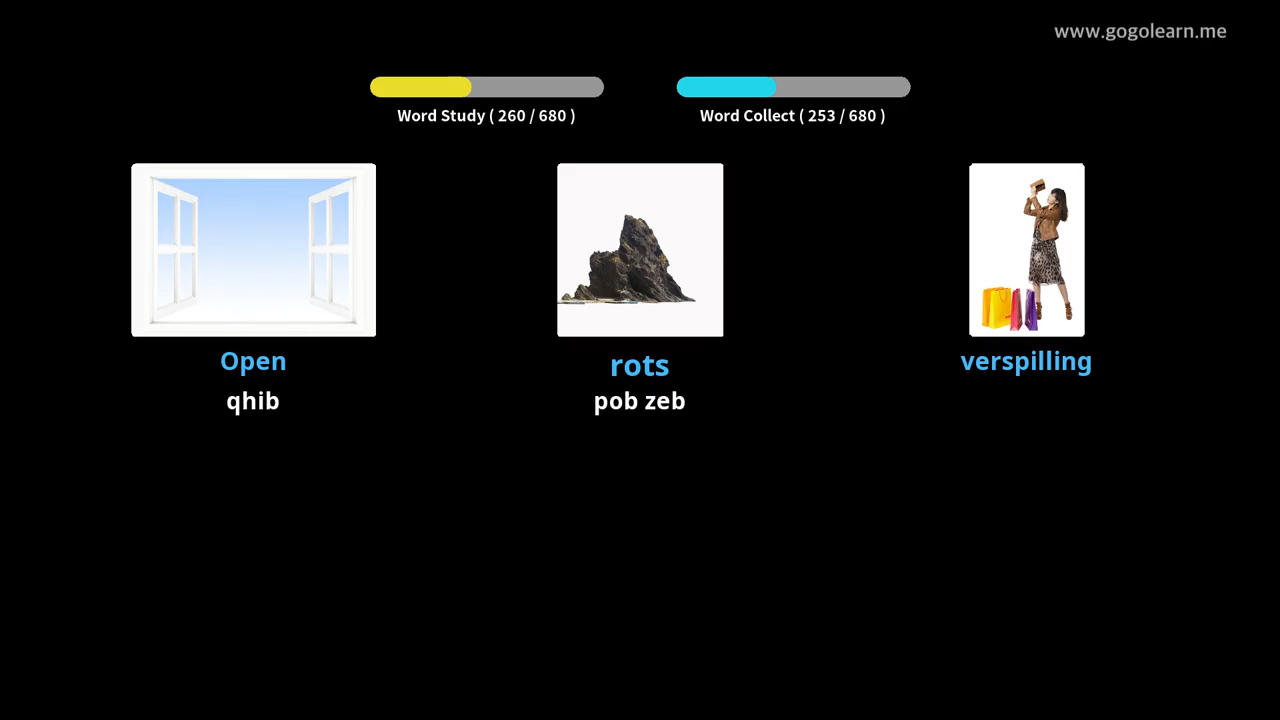 www.gogolearn.me
Word Study ( 260 / 680 )
Word Collect ( 253 / 680 )
Open
rots
verspilling
qhib
pob zeb